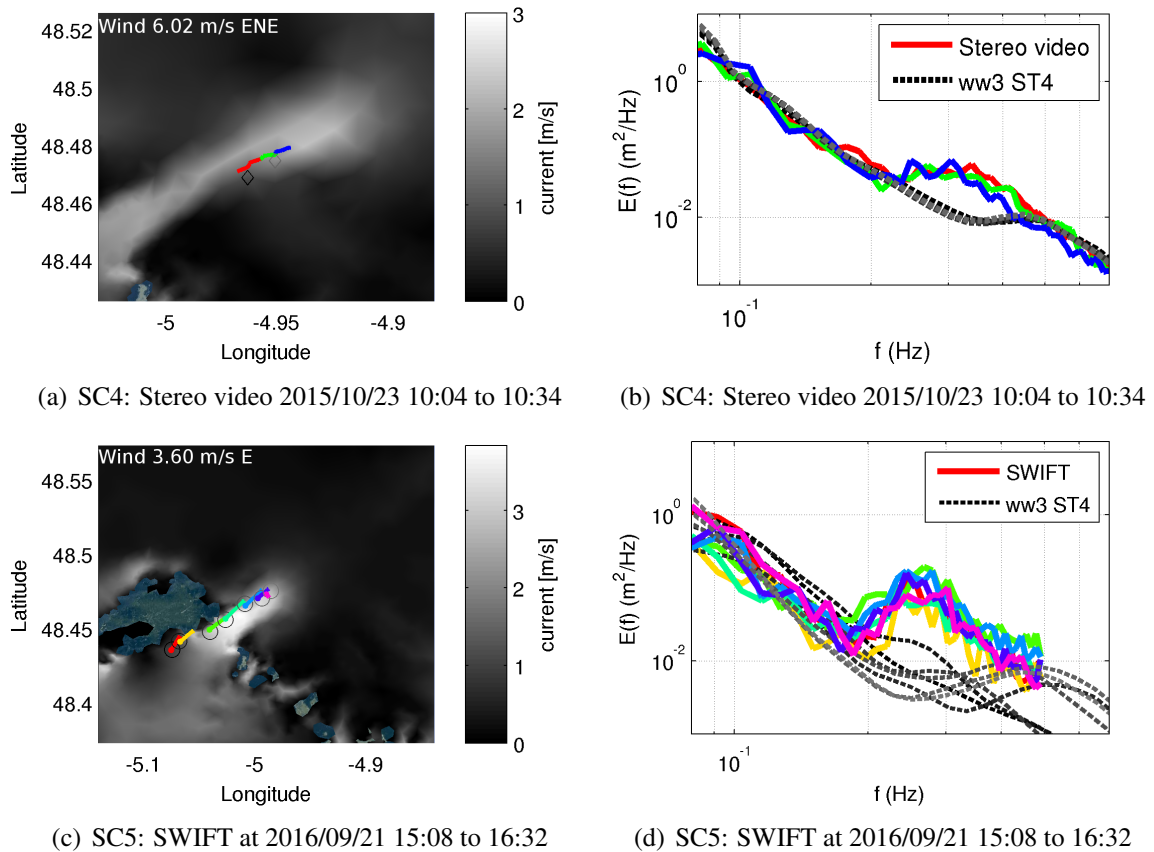 Wind 6.02 m/s ENE
48.52
48.5
48.48
48.46
48.44
Latitude
-5
-4.95
-4.9
Longitude
3
2
1
0
current [m/s]
(a) SC4: Stereo video 2015/10/23 10:04 to 10:34
Stereo video
ww3 ST4
10^0
10^-2
E(f) (m^2/Hz)
10^-1
f (Hz)
(b) SC4: Stereo video 2015/10/23 10:04 to 10:34
Wind 3.60 m/s E
48.55
48.5
48.45
48.4
Latitude
-5.1
-5
-4.9
Longitude
3
2
1
0
current [m/s]
(c) SC5: SWIFT at 2016/09/21 15:08 to 16:32
SWIFT
ww3 ST4
10^0
10^-2
E(f) (m^2/Hz)
10^-1
f (Hz)
(d) SC5: SWIFT at 2016/09/21 15:08 to 16:32